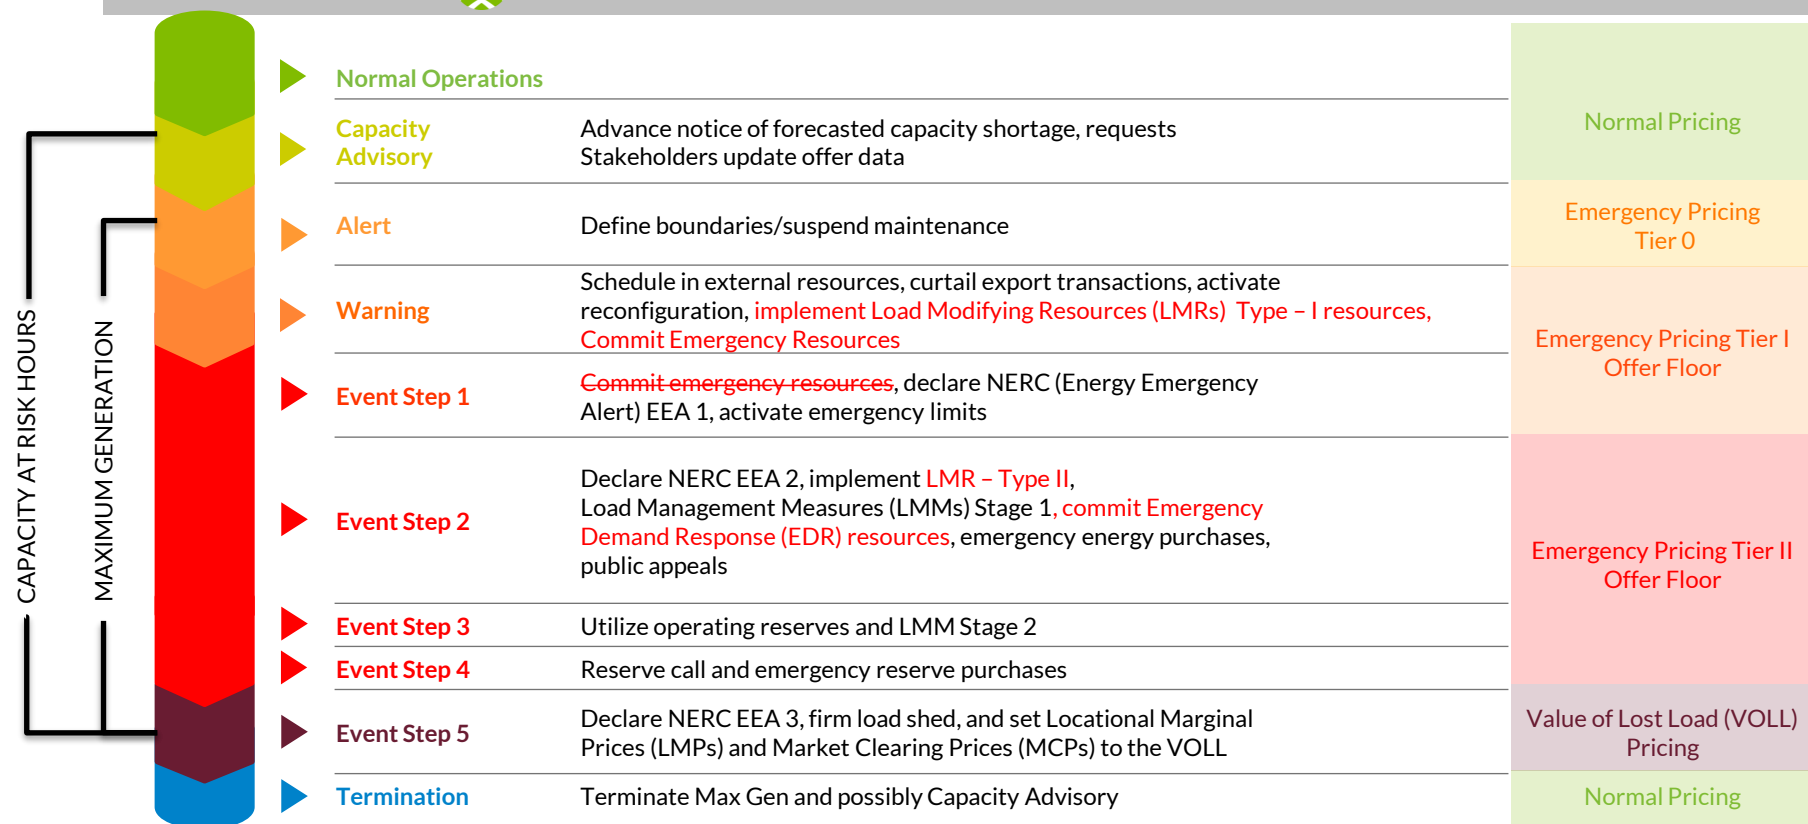 Normal Operations
Capacity
Advisory
Advance notice of forecasted capacity shortage, requests
Stakeholders update offer data
Normal Pricing
Alert
Define boundaries/suspend maintenance
Emergency Pricing
Tier 0
Warning
Schedule in external resources, curtail export transactions, activate
reconfiguration, implement Load Modifying Resources (LMRs) Type – I resources,
Commit Emergency Resources
Emergency Pricing Tier I
Offer Floor
Event Step 1
Commit emergency resources, declare NERC (Energy Emergency
Alert) EEA 1, activate emergency limits
Event Step 2
Declare NERC EEA 2, implement LMR – Type II,
Load Management Measures (LMMs) Stage 1, commit Emergency
Demand Response (EDR) resources, emergency energy purchases,
public appeals
Emergency Pricing Tier II
Offer Floor
Event Step 3
Utilize operating reserves and LMM Stage 2
Event Step 4
Reserve call and emergency reserve purchases
Event Step 5
Declare NERC EEA 3, firm load shed, and set Locational Marginal
Prices (LMPs) and Market Clearing Prices (MCPs) to the VOLL
Value of Lost Load (VOLL)
Pricing
Termination
Terminate Max Gen and possibly Capacity Advisory
Normal Pricing
CAPACITY AT RISK HOURS
MAXIMUM GENERATION